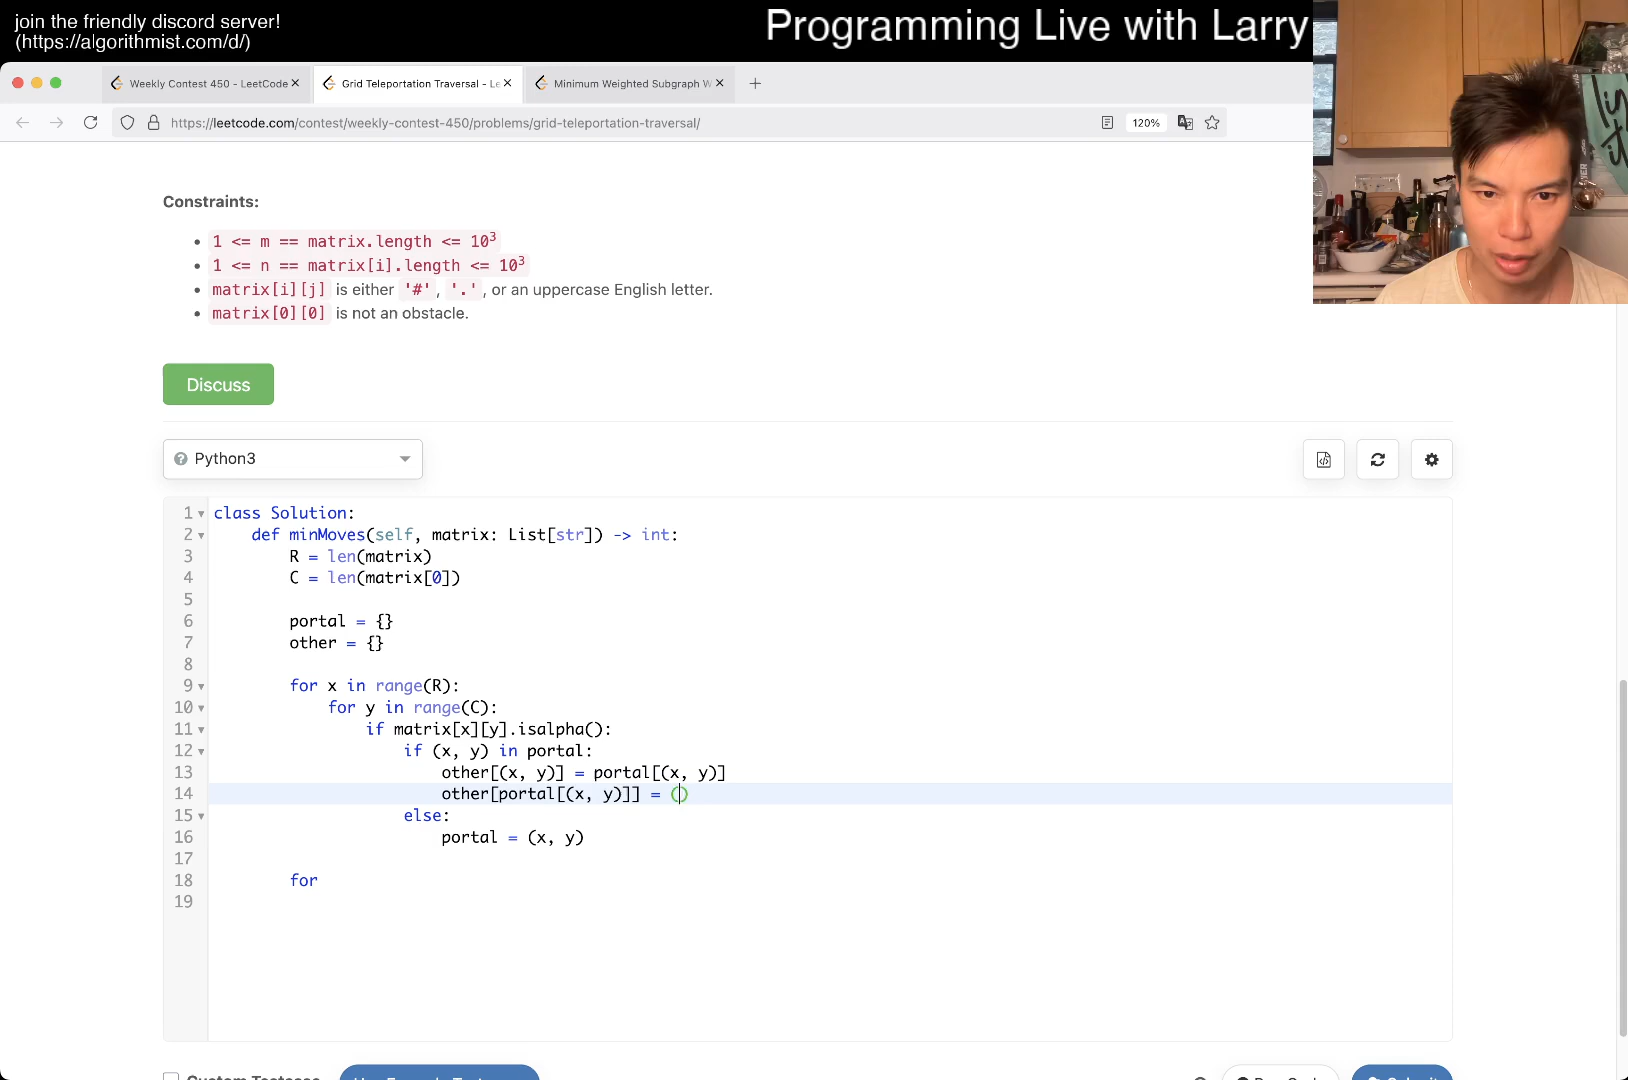 join the friendly discord server!
(https://algorithmist.com/d/)
Programming Live with Larry
Weekly Contest 450 - LeetCode
Grid Teleportation Traversal - Le
Minimum Weighted Subgraph W
https://leetcode.com/contest/weekly-contest-450/problems/grid-teleportation-traversal/
120%
Constraints:
1 <= m == matrix.length <= 10³
1 <= n == matrix[i].length <= 10³
matrix[i][j] is either '#', '.', or an uppercase English letter.
matrix[0][0] is not an obstacle.
Discuss
Python3
1 class Solution:
2     def minMoves(self, matrix: List[str]) -> int:
3         R = len(matrix)
4         C = len(matrix[0])
5
6         portal = {}
7         other = {}
8
9         for x in range(R):
10             for y in range(C):
11                 if matrix[x][y].isalpha():
12                     if (x, y) in portal:
13                         other[(x, y)] = portal[(x, y)]
14                         other[portal[(x, y)]] = ()
15                     else:
16                         portal = (x, y)
17
18         for
19